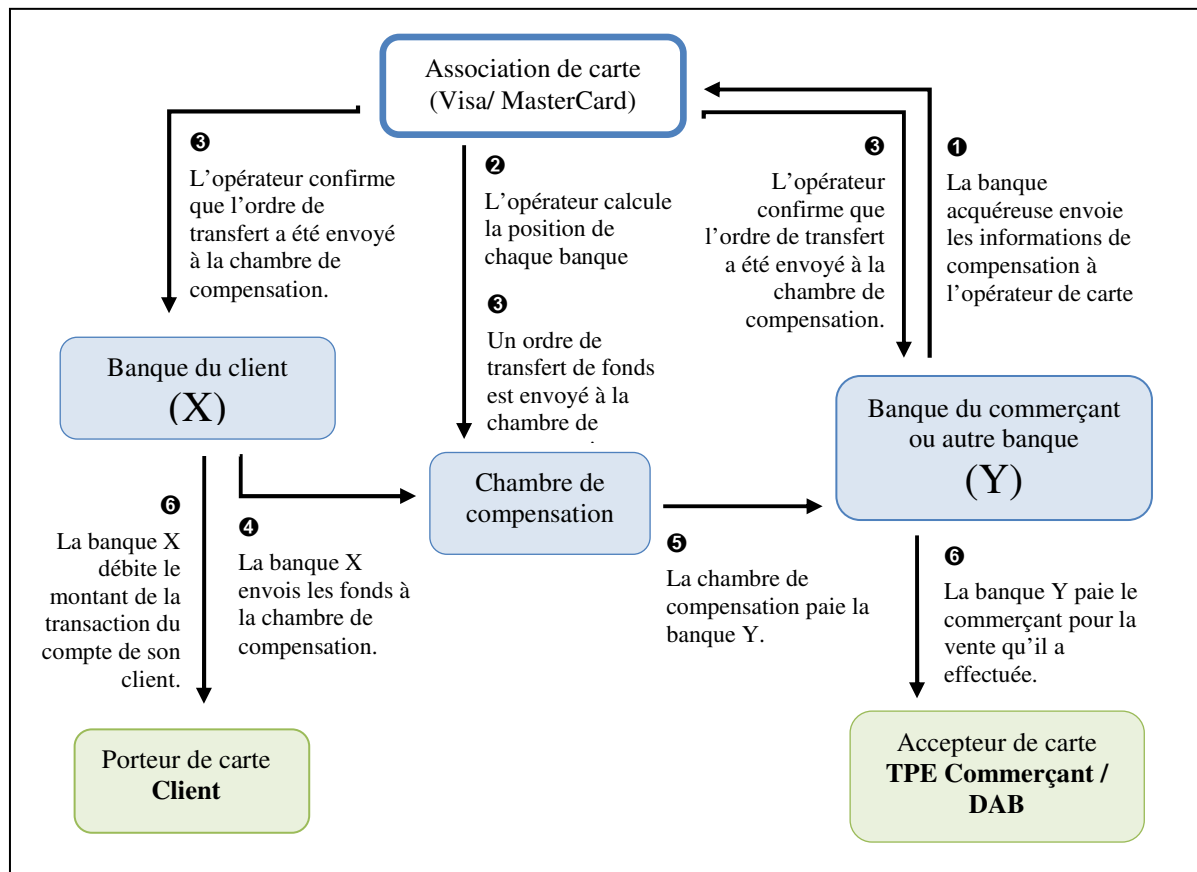 Association de carte
(Visa/ MasterCard)
❸
L’opérateur confirme
que l’ordre de
transfert a été envoyé
à la chambre de
compensation.
❷
L’opérateur calcule
la position de
chaque banque
❸
Un ordre de
transfert de fonds
est envoyé à la
chambre de
❸
L’opérateur
confirme que
l’ordre de transfert
a été envoyé à la
chambre de
compensation.
❶
La banque
acquéreuse envoie
les informations de
compensation à
l’opérateur de carte
Banque du client
(X)
Chambre de
compensation
Banque du commerçant
ou autre banque
(Y)
❻
La banque X
débite le
montant de la
transaction du
compte de son
client.
❹
La banque X
envois les fonds à
la chambre de
compensation.
❺
La chambre de
compensation paie la
banque Y.
❻
La banque Y paie le
commerçant pour la
vente qu’il a
effectuée.
Porteur de carte
Client
Accepteur de carte
TPE Commerçant /
DAB